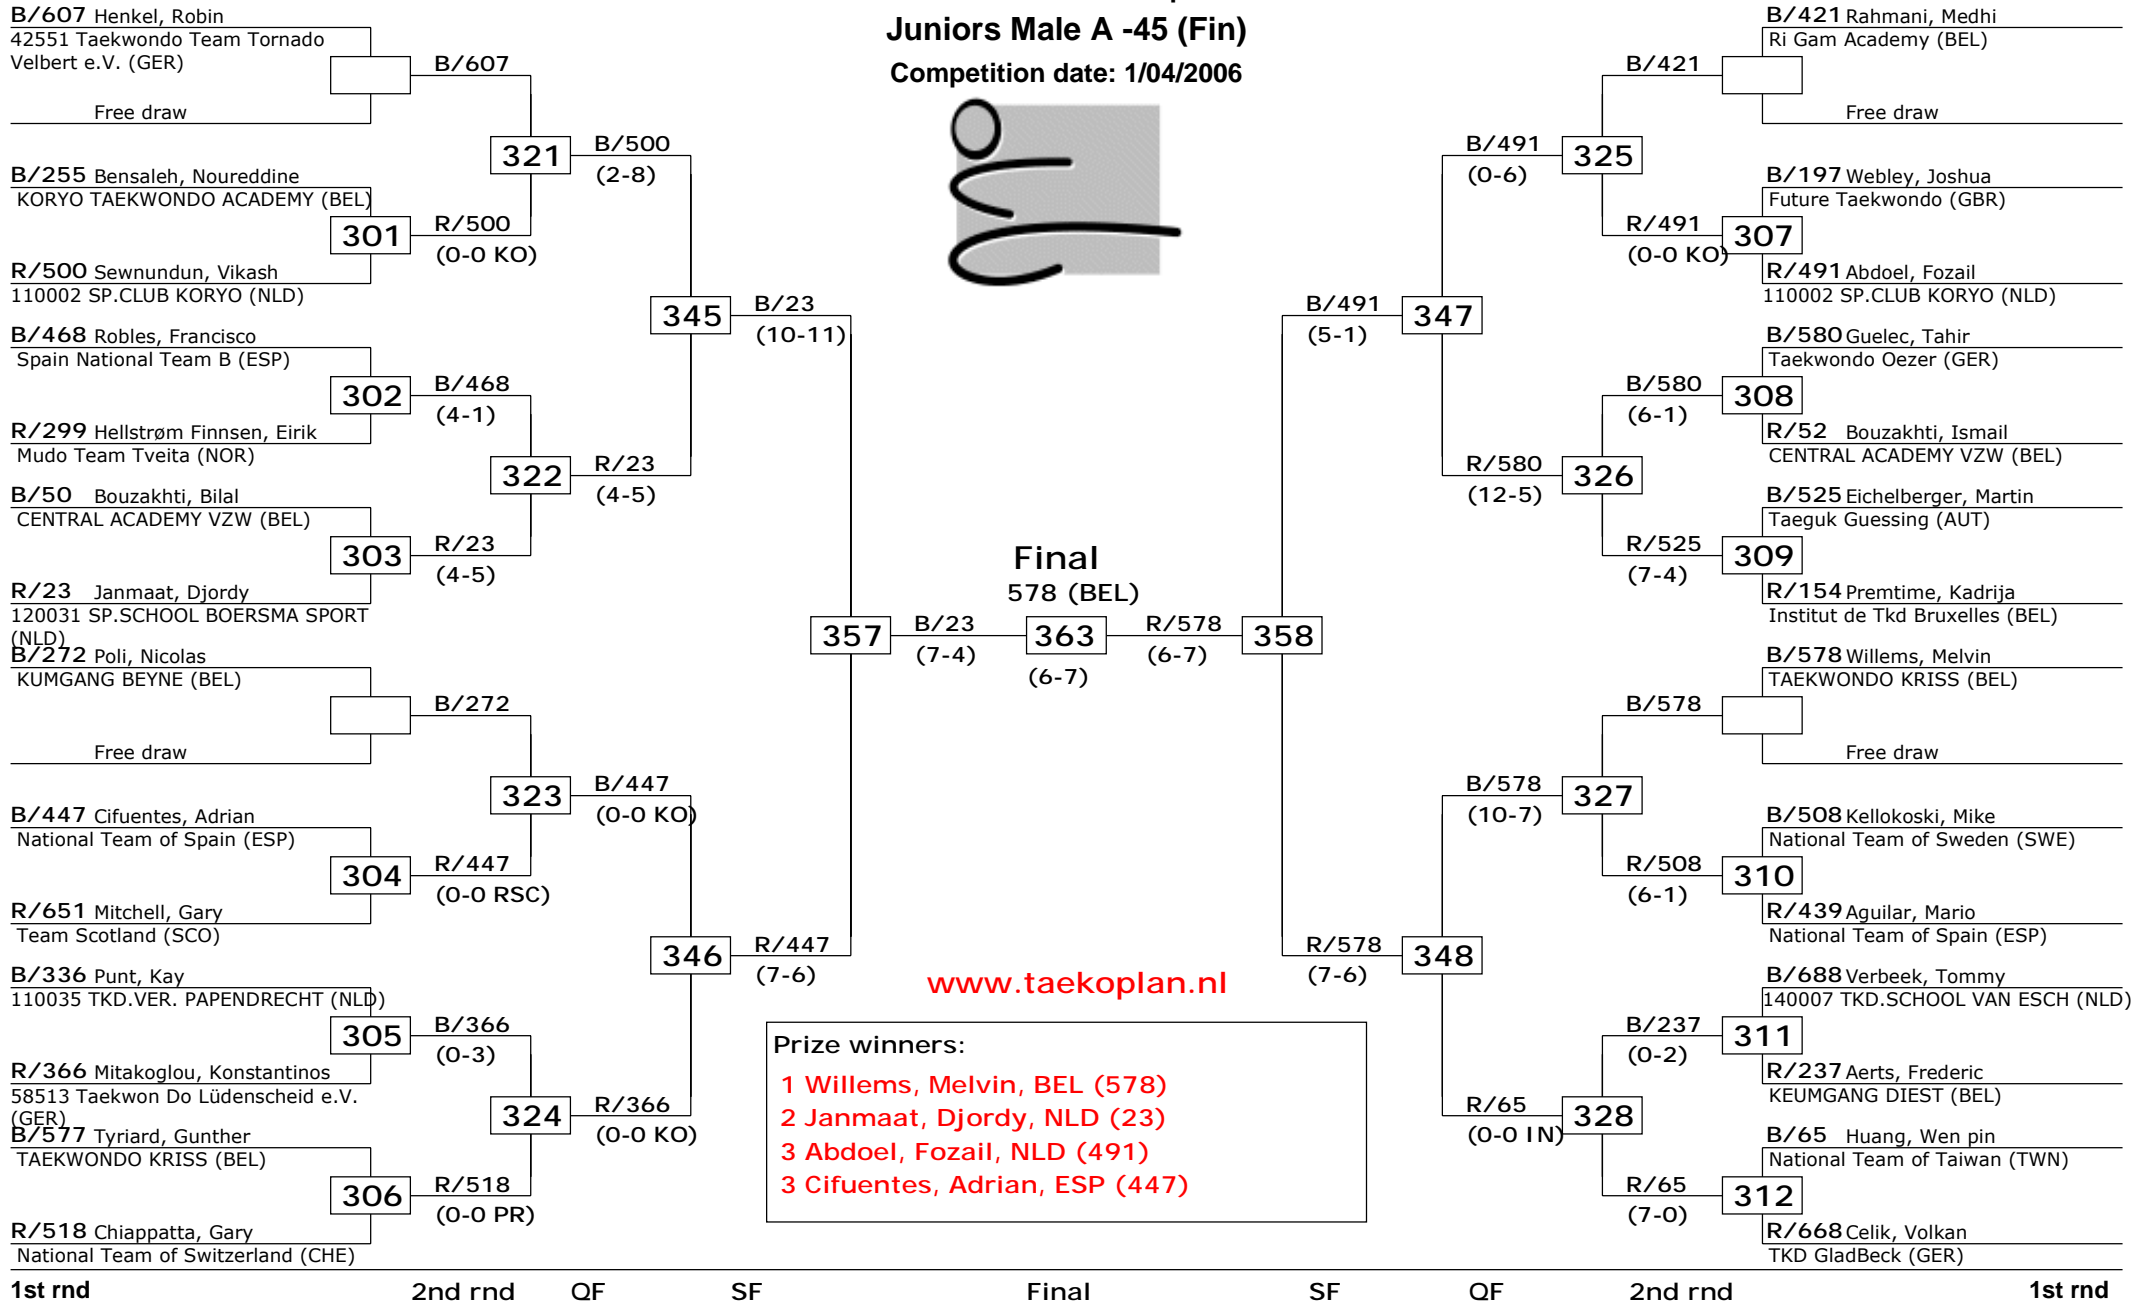 Juniors Male A -45 (Fin)
Competition date: 1/04/2006
B/607 Henkel, Robin
42551 Taekwondo Team Tornado
Velbert e.V. (GER)
Free draw
B/607
B/255 Bensaleh, Noureddine
KORYO TAEKWONDO ACADEMY (BEL)
301
R/500 Sewnundun, Vikash
110002 SP.CLUB KORYO (NLD)
R/500
(0-0 KO)
321
B/500
(2-8)
B/468 Robles, Francisco
Spain National Team B (ESP)
302
R/299 Hellstrøm Finnsen, Eirik
Mudo Team Tveita (NOR)
B/468
(4-1)
B/50 Bouzakhti, Bilal
CENTRAL ACADEMY VZW (BEL)
303
R/23 Janmaat, Djordy
120031 SP.SCHOOL BOERSMA SPORT
(NLD)
R/23
(4-5)
322
R/23
(4-5)
345
B/23
(10-11)
B/272 Poli, Nicolas
KUMGANG BEYNE (BEL)
Free draw
B/272
B/447 Cifuentes, Adrian
National Team of Spain (ESP)
304
R/651 Mitchell, Gary
Team Scotland (SCO)
R/447
(0-0 RSC)
323
B/447
(0-0 KO)
B/336 Punt, Kay
110035 TKD.VER. PAPENDRECHT (NLD)
305
R/366 Mitakoglou, Konstantinos
58513 Taekwon Do Lüdenscheid e.V.
(GER)
B/366
(0-3)
B/577 Tyriard, Gunther
TAEKWONDO KRISS (BEL)
306
R/518 Chiappatta, Gary
National Team of Switzerland (CHE)
R/518
(0-0 PR)
324
R/366
(0-0 KO)
346
R/447
(7-6)
357
B/23
(7-4)
Final
578 (BEL)
363
(6-7)
R/578
(6-7)
358
B/421 Rahmani, Medhi
Ri Gam Academy (BEL)
Free draw
B/421
B/197 Webley, Joshua
Future Taekwondo (GBR)
307
R/491 Abdoel, Fozail
110002 SP.CLUB KORYO (NLD)
R/491
(0-0 KO)
325
B/491
(0-6)
B/580 Guelec, Tahir
Taekwondo Oezer (GER)
308
R/52 Bouzakhti, Ismail
CENTRAL ACADEMY VZW (BEL)
B/580
(6-1)
B/525 Eichelberger, Martin
Taeguk Guessing (AUT)
309
R/154 Premtime, Kadrija
Institut de Tkd Bruxelles (BEL)
R/525
(7-4)
326
R/580
(12-5)
347
B/491
(5-1)
B/578 Willems, Melvin
TAEKWONDO KRISS (BEL)
Free draw
B/578
B/508 Kellokoski, Mike
National Team of Sweden (SWE)
310
R/439 Aguilar, Mario
National Team of Spain (ESP)
R/508
(6-1)
327
B/578
(10-7)
B/688 Verbeek, Tommy
140007 TKD.SCHOOL VAN ESCH (NLD)
311
R/237 Aerts, Frederic
KEUMGANG DIEST (BEL)
B/237
(0-2)
B/65 Huang, Wen pin
National Team of Taiwan (TWN)
312
R/668 Celik, Volkan
TKD GladBeck (GER)
R/65
(7-0)
328
R/65
(0-0 IN)
348
R/578
(7-6)
www.taekoplan.nl
Prize winners:
1 Willems, Melvin, BEL (578)
2 Janmaat, Djordy, NLD (23)
3 Abdoel, Fozail, NLD (491)
3 Cifuentes, Adrian, ESP (447)
1st rnd 2nd rnd QF SF Final SF QF 2nd rnd 1st rnd